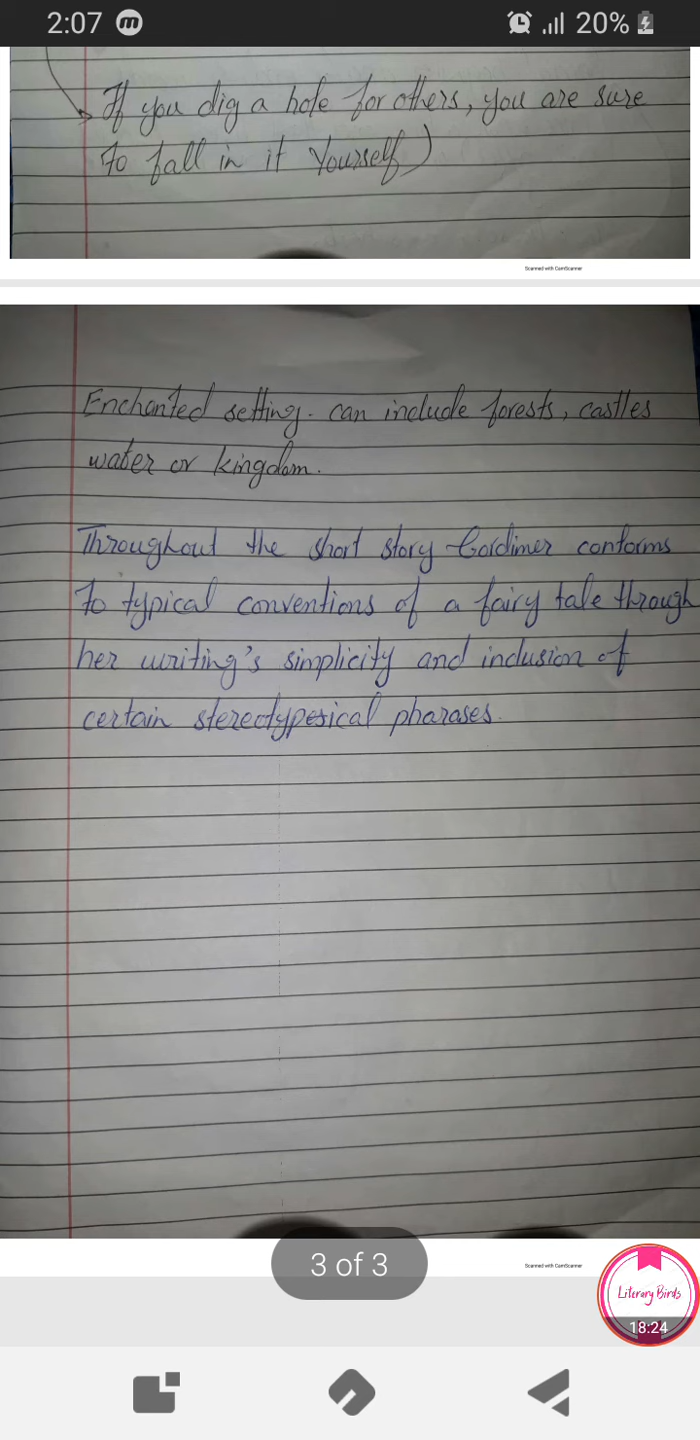 2:07 m 20%
If you dig a hole for others, you are sure
to fall in it Yourself)
Scanned with CamScanner
Enchanted setting. can include forests, castles
water or kingdom.
Throughout the short story Gordimer conforms
to typical conventions of a fairy tale through
her writing's simplicity and inclusion of
certain stereotypesical pharases.
3 of 3
Scanned with CamScanner
Literary Birds
18:24